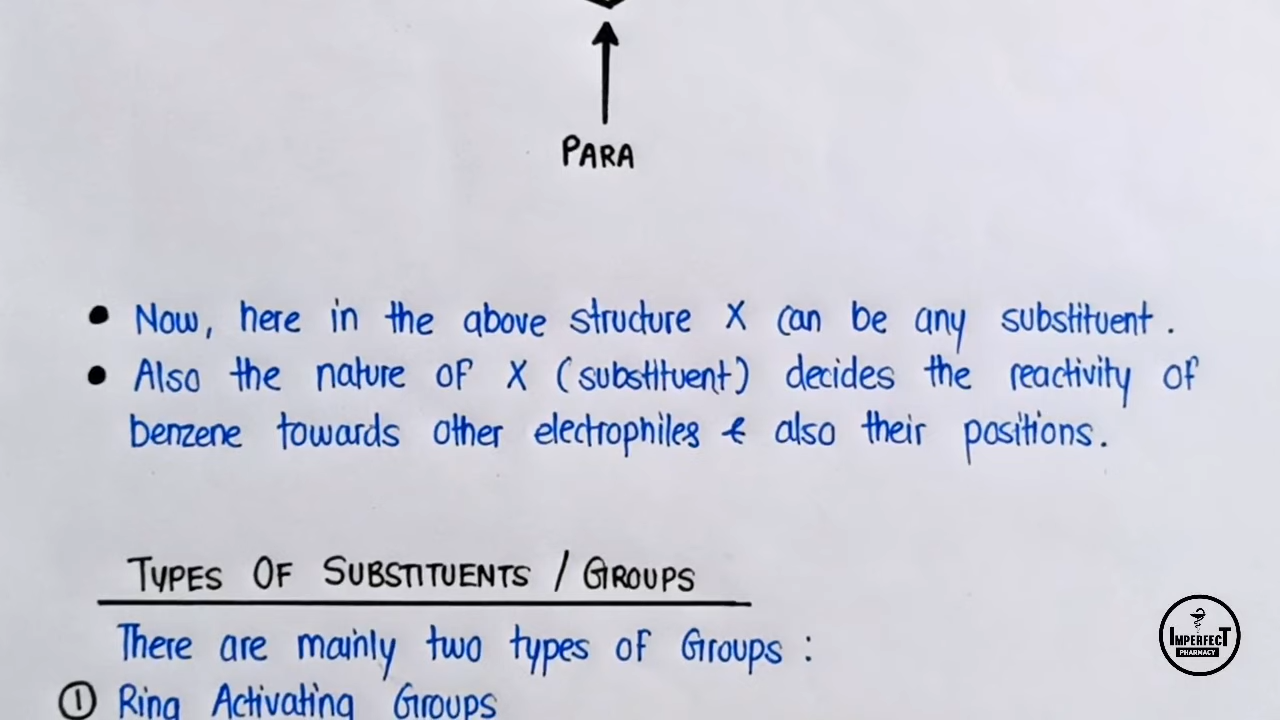 PARA
• Now, here in the above structure X can be any substituent.
• Also the nature of X (substituent) decides the reactivity of
benzene towards other electrophiles & also their positions.
TYPES OF SUBSTITUENTS / GROUPS
There are mainly two types of Groups :
① Ring Activating Groups
IMPERFECT
PHARMACY